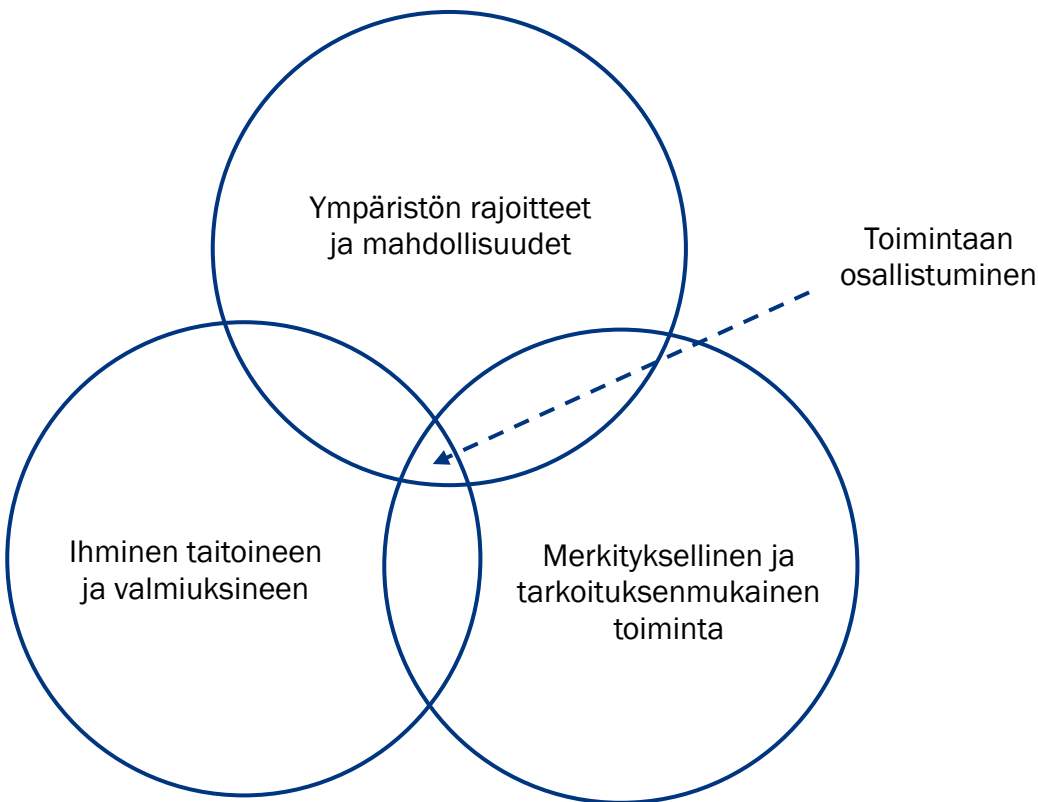 Ympäristön rajoitteet
ja mahdollisuudet
Toimintaan
osallistuminen
Ihminen taitoineen
ja valmiuksineen
Merkityksellinen ja
tarkoituksenmukainen
toiminta